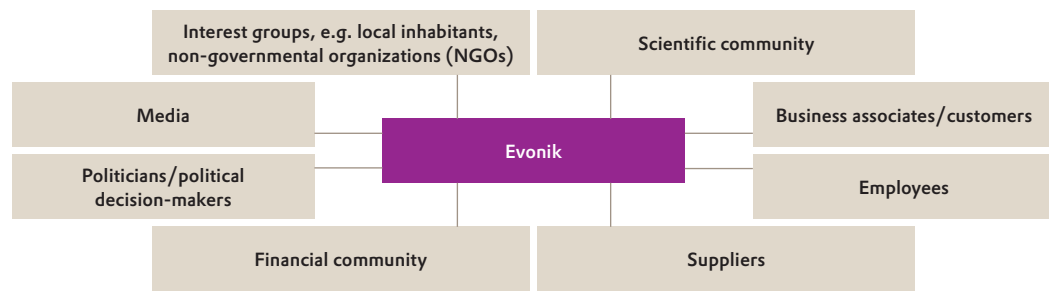 Interest groups, e.g. local inhabitants,
non-governmental organizations (NGOs)
Scientific community
Media
Business associates/customers
Evonik
Politicians/political
decision-makers
Employees
Financial community
Suppliers